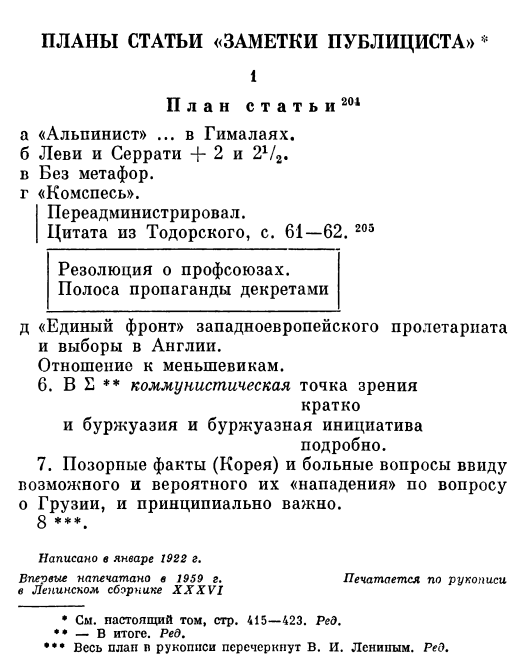 ПЛАНЫ СТАТЬИ «ЗАМЕТКИ ПУБЛИЦИСТА» *
1
План статьи 204
а «Альпинист» ... в Гималаях.
б Леви и Серрати + 2 и 2½.
в Без метафор.
г «Комспесь».
Переадминистрировал.
Цитата из Тодорского, с. 61—62. 205
Резолюция о профсоюзах.
Полоса пропаганды декретами
д «Единый фронт» западноевропейского пролетариата
и выборы в Англии.
Отношение к меньшевикам.
6. В Σ ** коммунистическая точка зрения
кратко
и буржуазия и буржуазная инициатива
подробно.
7. Позорные факты (Корея) и больные вопросы ввиду
возможного и вероятного их «нападения» по вопросу
о Грузии, и принципиально важно.
8 ***.
Написано в январе 1922 г.
Впервые напечатано в 1959 г.
в Ленинском сборнике XXXVI
Печатается по рукописи
* См. настоящий том, стр. 415—423. Ред.
** — В итоге. Ред.
*** Весь план в рукописи перечеркнут В. И. Лениным. Ред.